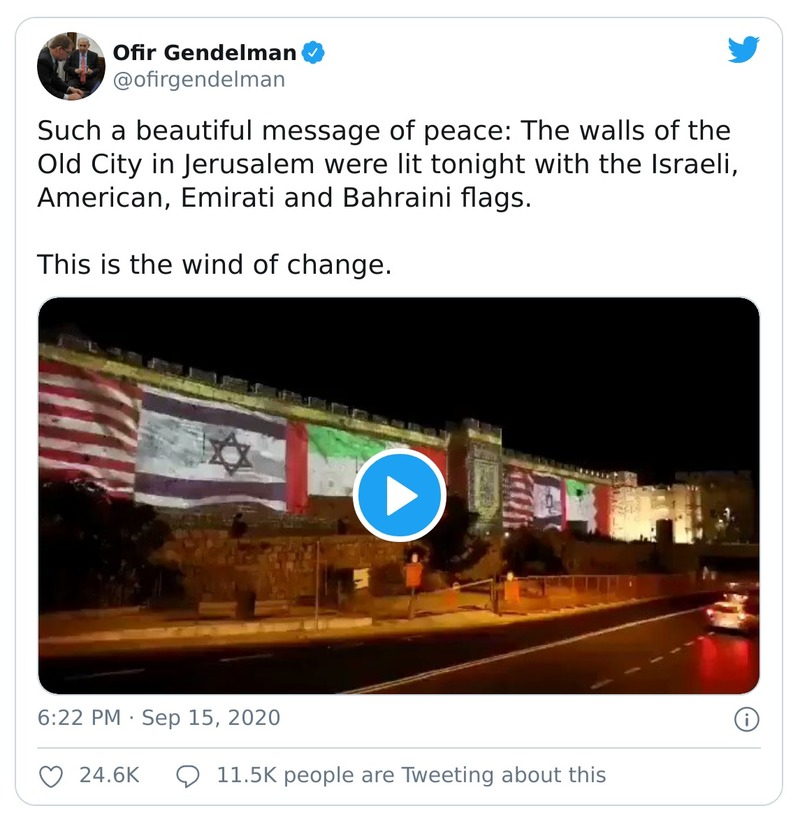 Ofir Gendelman
@ofirgendelman
Such a beautiful message of peace: The walls of the
Old City in Jerusalem were lit tonight with the Israeli,
American, Emirati and Bahraini flags.
This is the wind of change.
6:22 PM · Sep 15, 2020
24.6K 11.5K people are Tweeting about this